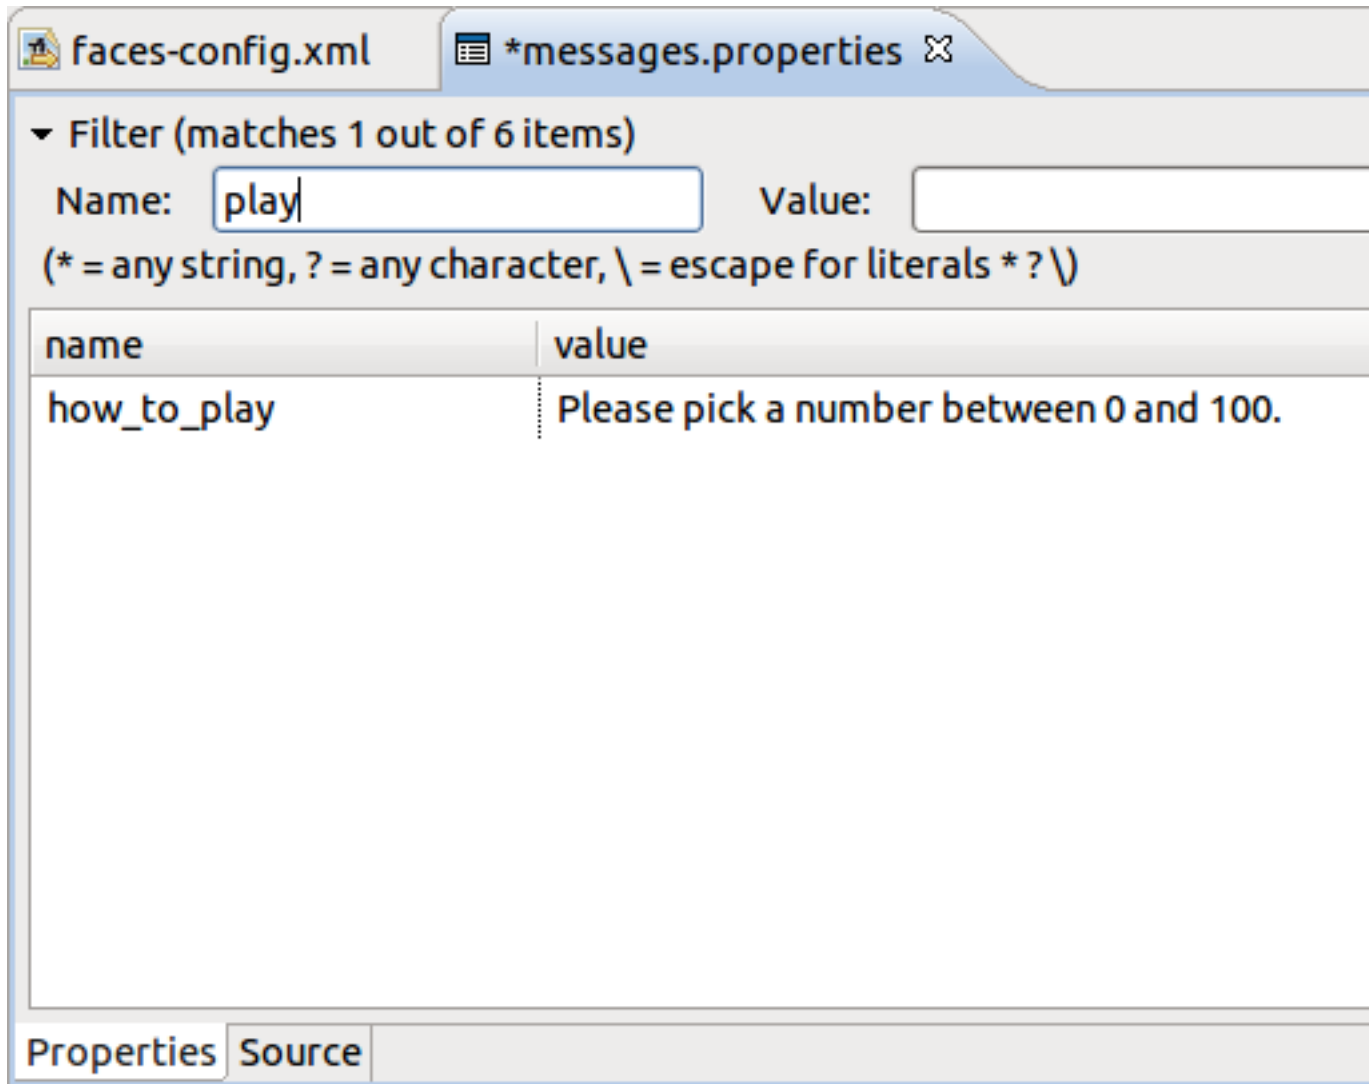 faces-config.xml *messages.properties
Filter (matches 1 out of 6 items)
Name: play Value:
(* = any string, ? = any character, \ = escape for literals * ? \)
name value
how_to_play Please pick a number between 0 and 100.
Properties Source